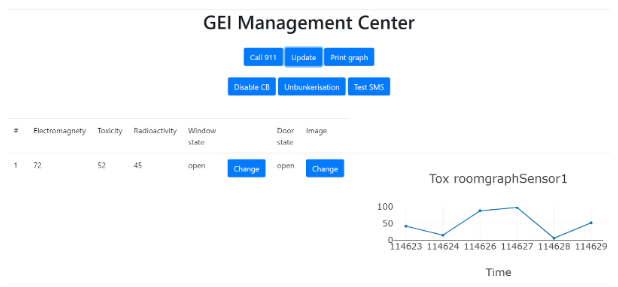 GEI Management Center
Call 911 Update Print graph
Disable CB Unbunkerisation Test SMS
# Electromagnety Toxicity Radioactivity Window state Door state Image
1 72 52 45 open Change open Change
Tox roomgraphSensor1
100
50
0
114623 114624 114626 114627 114628 114629
Time